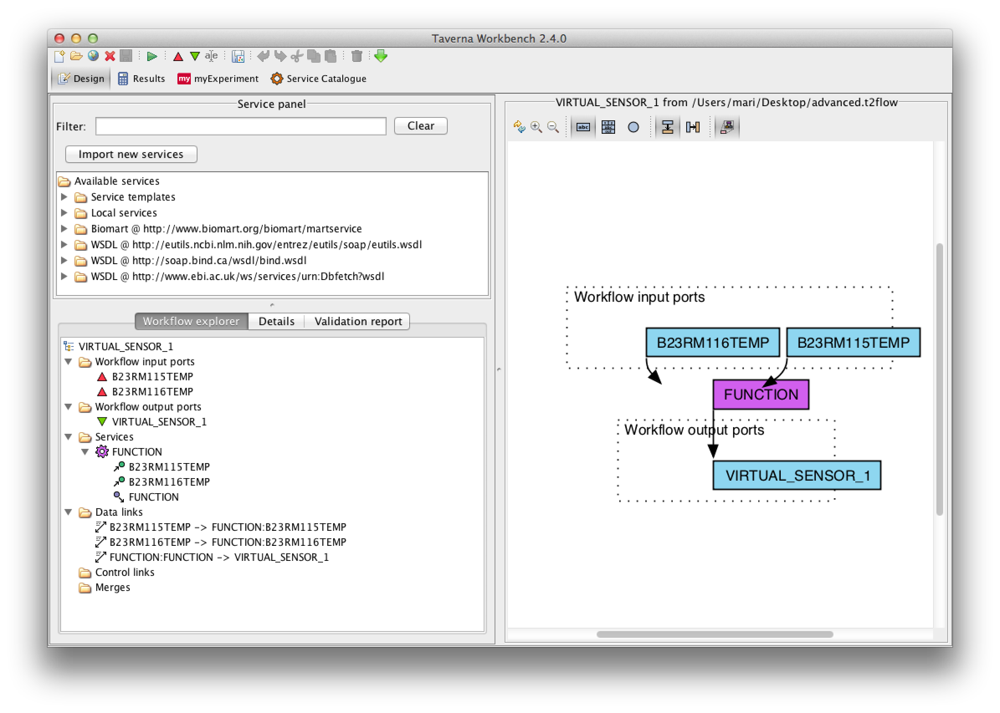 Taverna Workbench 2.4.0
Design
Results
my myExperiment
Service Catalogue
Service panel
Filter:
Clear
Import new services
Available services
Service templates
Local services
Biomart @ http://www.biomart.org/biomart/martservice
WSDL @ http://eutils.ncbi.nlm.nih.gov/entrez/eutils/soap/eutils.wsdl
WSDL @ http://soap.bind.ca/wsdl/bind.wsdl
WSDL @ http://www.ebi.ac.uk/ws/services/urn:Dbfetch?wsdl
Workflow explorer
Details
Validation report
VIRTUAL_SENSOR_1
Workflow input ports
B23RM115TEMP
B23RM116TEMP
Workflow output ports
VIRTUAL_SENSOR_1
Services
FUNCTION
B23RM115TEMP
B23RM116TEMP
FUNCTION
Data links
B23RM115TEMP -> FUNCTION:B23RM115TEMP
B23RM116TEMP -> FUNCTION:B23RM116TEMP
FUNCTION:FUNCTION -> VIRTUAL_SENSOR_1
Control links
Merges
VIRTUAL_SENSOR_1 from /Users/mari/Desktop/advanced.t2flow
abc
Workflow input ports
B23RM116TEMP
B23RM115TEMP
FUNCTION
Workflow output ports
VIRTUAL_SENSOR_1